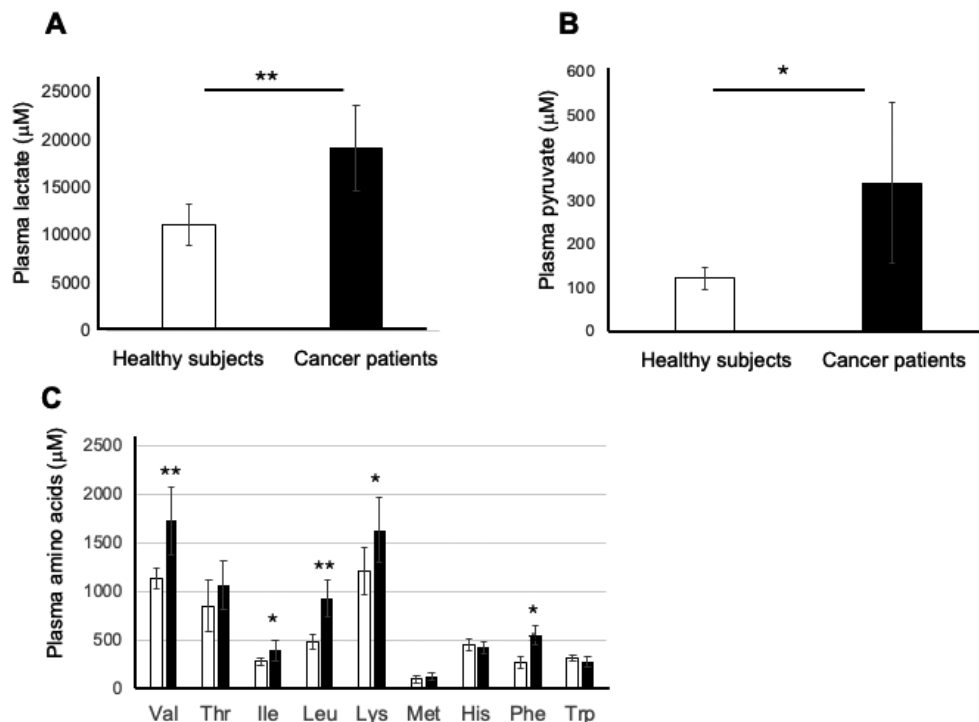 A
Plasma lactate (μM)
25000
20000
15000
10000
5000
0
**
Healthy subjects Cancer patients
B
Plasma pyruvate (μM)
600
500
400
300
200
100
0
*
Healthy subjects Cancer patients
C
Plasma amino acids (μM)
2500
2000
1500
1000
500
0
** * ** * *
Val Thr Ile Leu Lys Met His Phe Trp